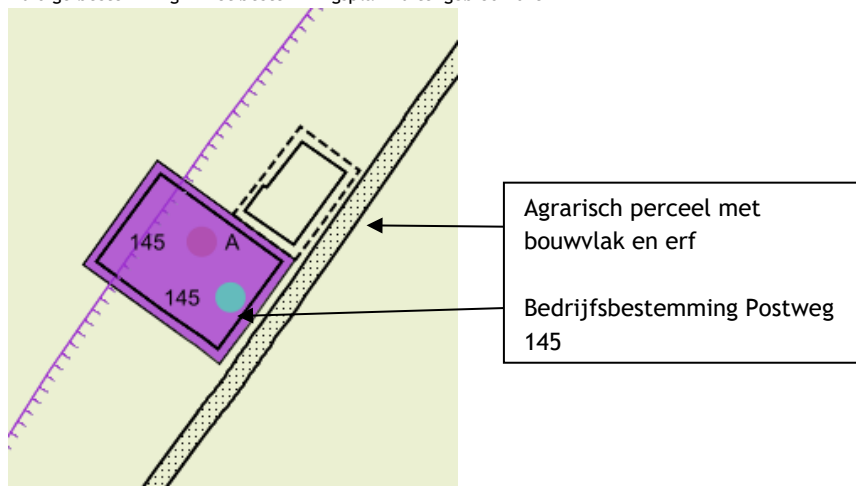 145 A
145
Agrarisch perceel met
bouwvlak en erf
Bedrijfsbestemming Postweg
145